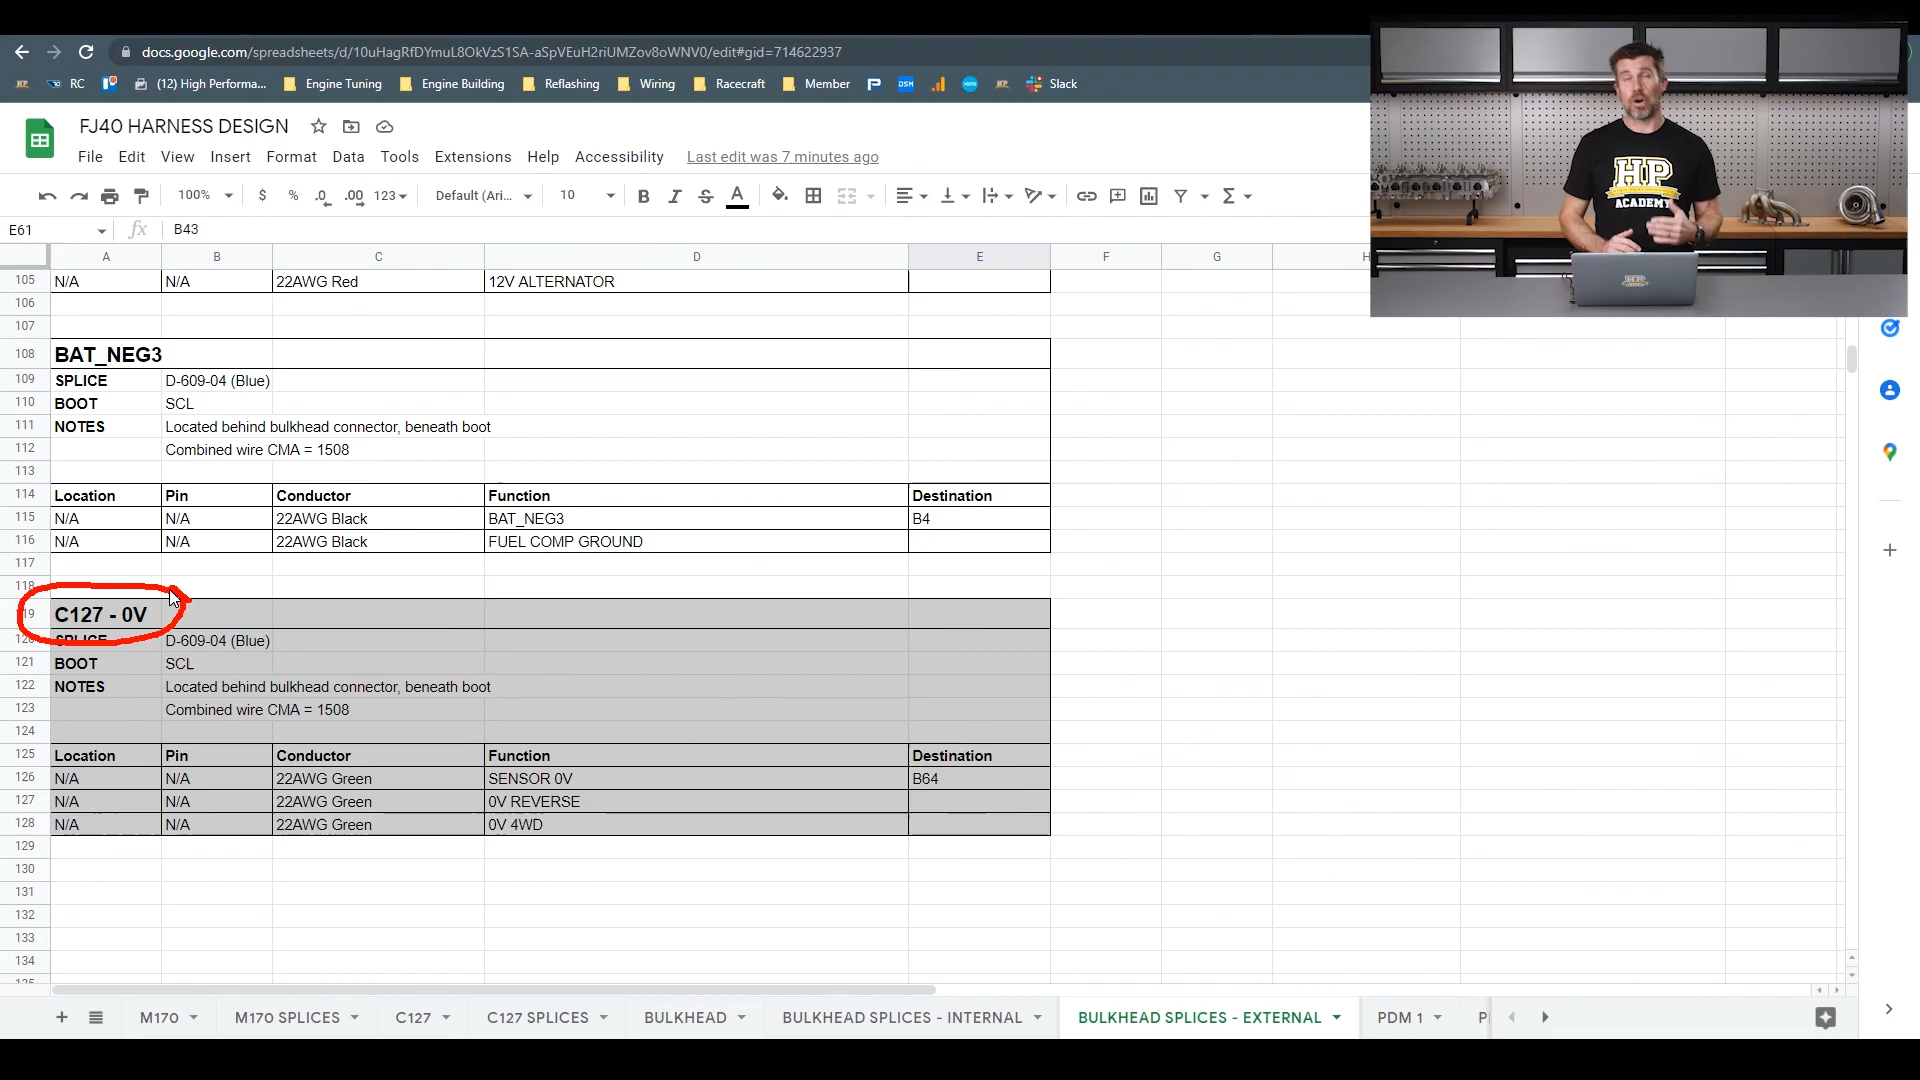 docs.google.com/spreadsheets/d/10uHagRfDYmuL8OkVzS1SA-aSpVEuH2riUMZov8oWNV0/edit#gid=714622937
RC (12) High Performa... Engine Tuning Engine Building Reflashing Wiring Racecraft Member DSM Slack
FJ40 HARNESS DESIGN
File Edit View Insert Format Data Tools Extensions Help Accessibility Last edit was 7 minutes ago
100% $ % .0 .00 123 Default (Ari... 10 B I S A Σ
E61 fx B43
A B C D E F G H
105 N/A N/A 22AWG Red 12V ALTERNATOR
106
107
108 BAT_NEG3
109 SPLICE D-609-04 (Blue)
110 BOOT SCL
111 NOTES Located behind bulkhead connector, beneath boot
112 Combined wire CMA = 1508
113
114 Location Pin Conductor Function Destination
115 N/A N/A 22AWG Black BAT_NEG3 B4
116 N/A N/A 22AWG Black FUEL COMP GROUND
117
118
119 C127 - 0V
120 SPLICE D-609-04 (Blue)
121 BOOT SCL
122 NOTES Located behind bulkhead connector, beneath boot
123 Combined wire CMA = 1508
124
125 Location Pin Conductor Function Destination
126 N/A N/A 22AWG Green SENSOR 0V B64
127 N/A N/A 22AWG Green 0V REVERSE
128 N/A N/A 22AWG Green 0V 4WD
129
130
131
132
133
134
M170 M170 SPLICES C127 C127 SPLICES BULKHEAD BULKHEAD SPLICES - INTERNAL BULKHEAD SPLICES - EXTERNAL PDM 1
HP
ACADEMY